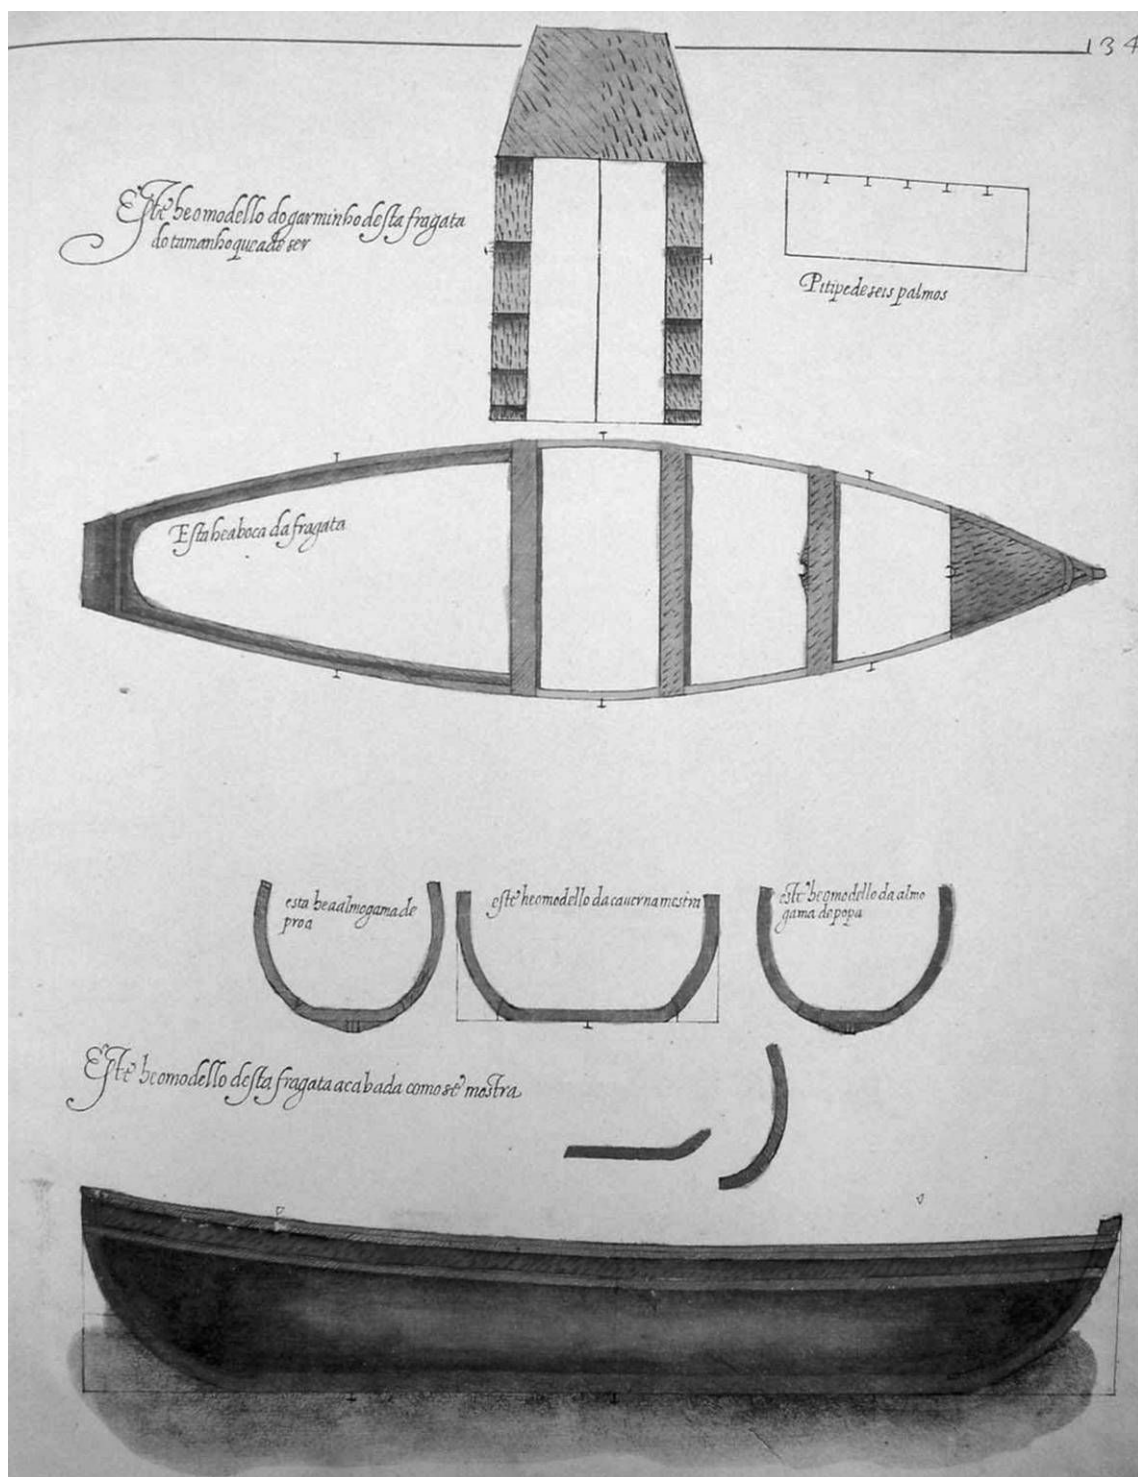 134
Este he o modello do garminho desta fragata
do tamanho que a de ser
Pitipe de seis palmos
Esta he a boca da fragata
esta he a almogama de
proa
este he o modello da cauerna mestra
este he o modello da almo
gama de popa
Este he o modello desta fragata acabada como se mostra